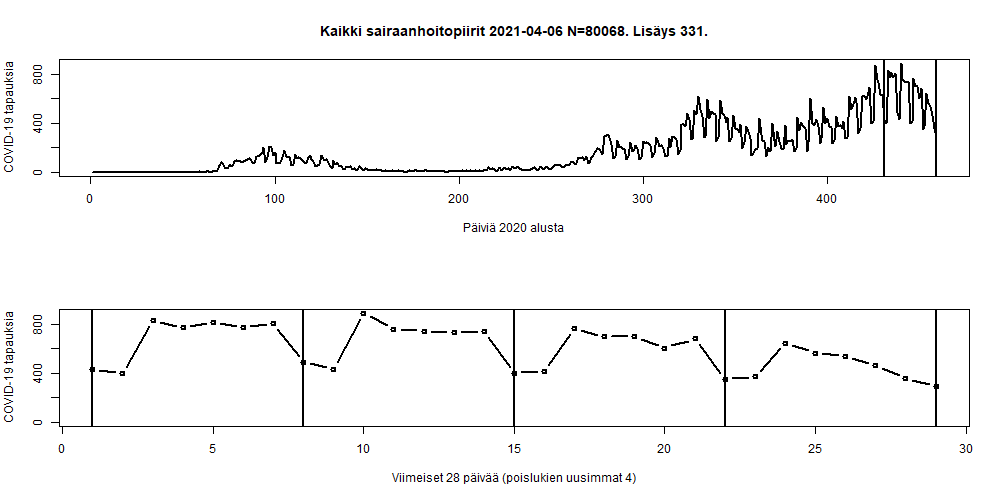 Kaikki sairaanhoitopiirit 2021-04-06 N=80068. Lisäys 331.
COVID-19 tapauksia
800
400
0
0 100 200 300 400
Päiviä 2020 alusta
COVID-19 tapauksia
800
400
0
0 5 10 15 20 25 30
Viimeiset 28 päivää (poislukien uusimmat 4)